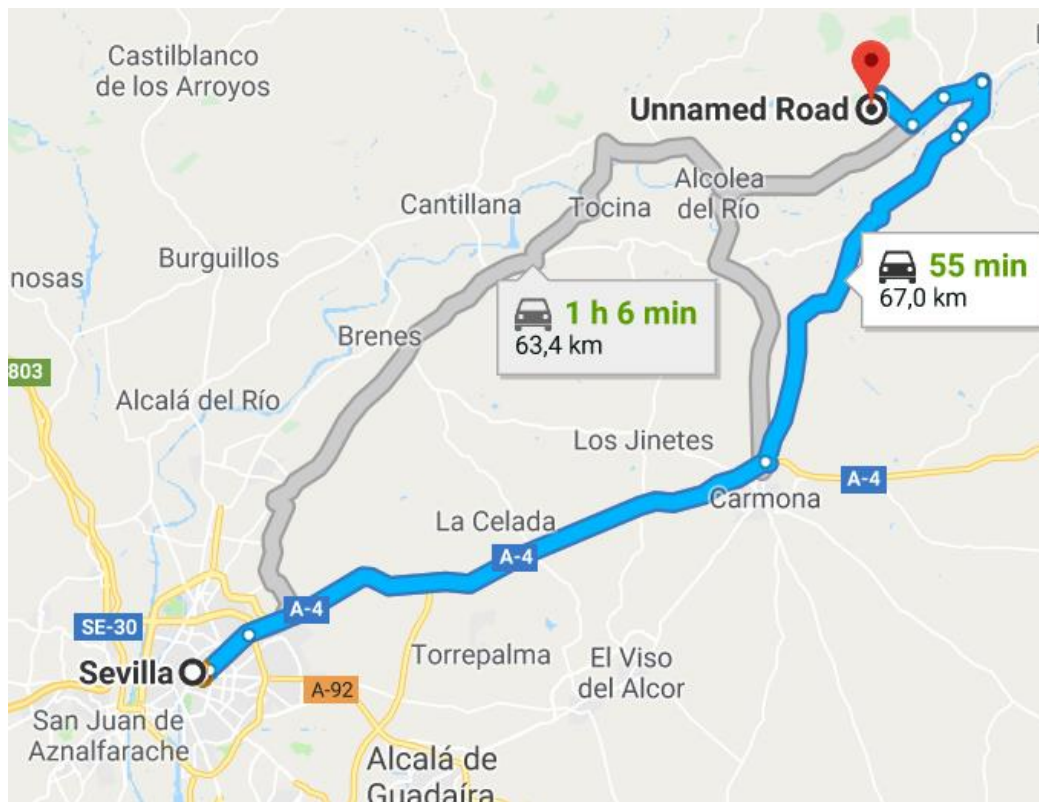 Castilblanco
de los Arroyos
Unnamed Road
Alcolea
del Río
Cantillana
Tocina
Burguillos
nosas
55 min
67,0 km
1 h 6 min
63,4 km
Brenes
803
Alcalá del Río
Los Jinetes
A-4
Carmona
La Celada
A-4
A-4
SE-30
Torrepalma
El Viso
del Alcor
Sevilla
A-92
San Juan de
Aznalfarache
Alcalá de
Guadaíra